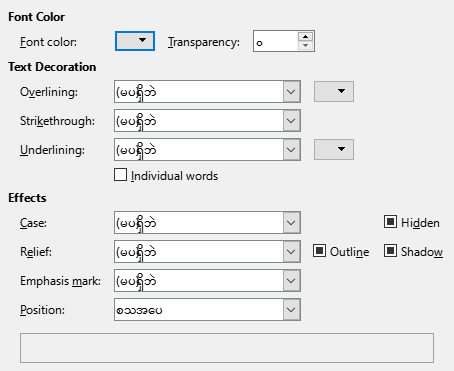 Font Color
Font color: Transparency: ၀
Text Decoration
Overlining: (မပရှိဘဲ
Strikethrough: (မပရှိဘဲ
Underlining: (မပရှိဘဲ
Individual words
Effects
Case: (မပရှိဘဲ Hidden
Relief: (မပရှိဘဲ Outline Shadow
Emphasis mark: (မပရှိဘဲ
Position: စသအပေ